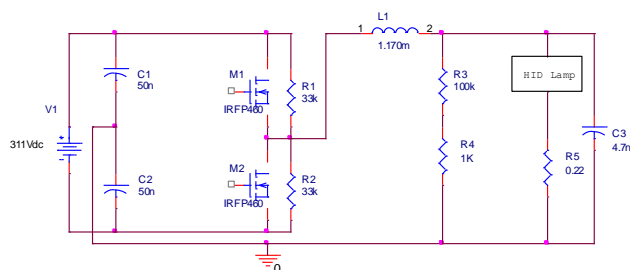 L1
1 2
1.170m
C1
50n
M1
IRFP460
R1
33k
R3
100k
HID Lamp
V1
311Vdc
C3
4.7n
R4
1K
C2
50n
M2
IRFP460
R2
33k
R5
0.22
0